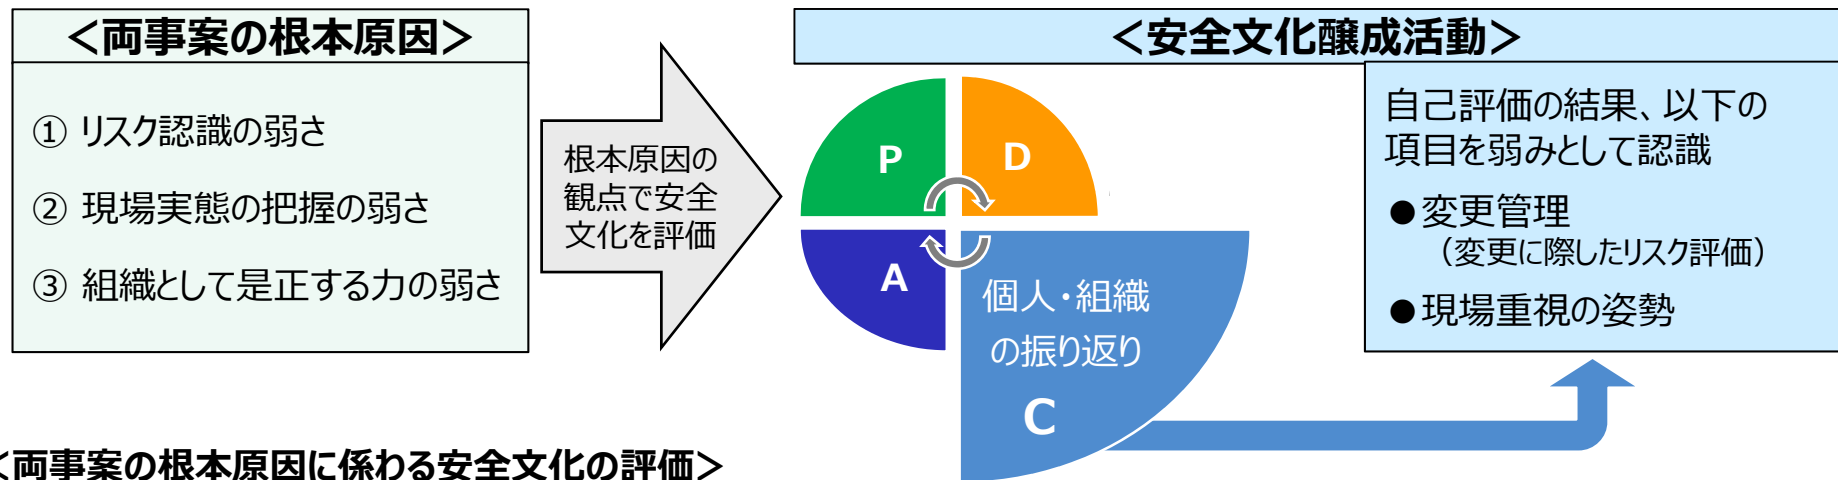 <両事案の根本原因>
① リスク認識の弱さ
② 現場実態の把握の弱さ
③ 組織として是正する力の弱さ
根本原因の
観点で安全
文化を評価
<安全文化醸成活動>
P
D
A
個人・組織
の振り返り
C
自己評価の結果、以下の
項目を弱みとして認識
●変更管理
（変更に際したリスク評価）
●現場重視の姿勢
<両事案の根本原因に係わる安全文化の評価>